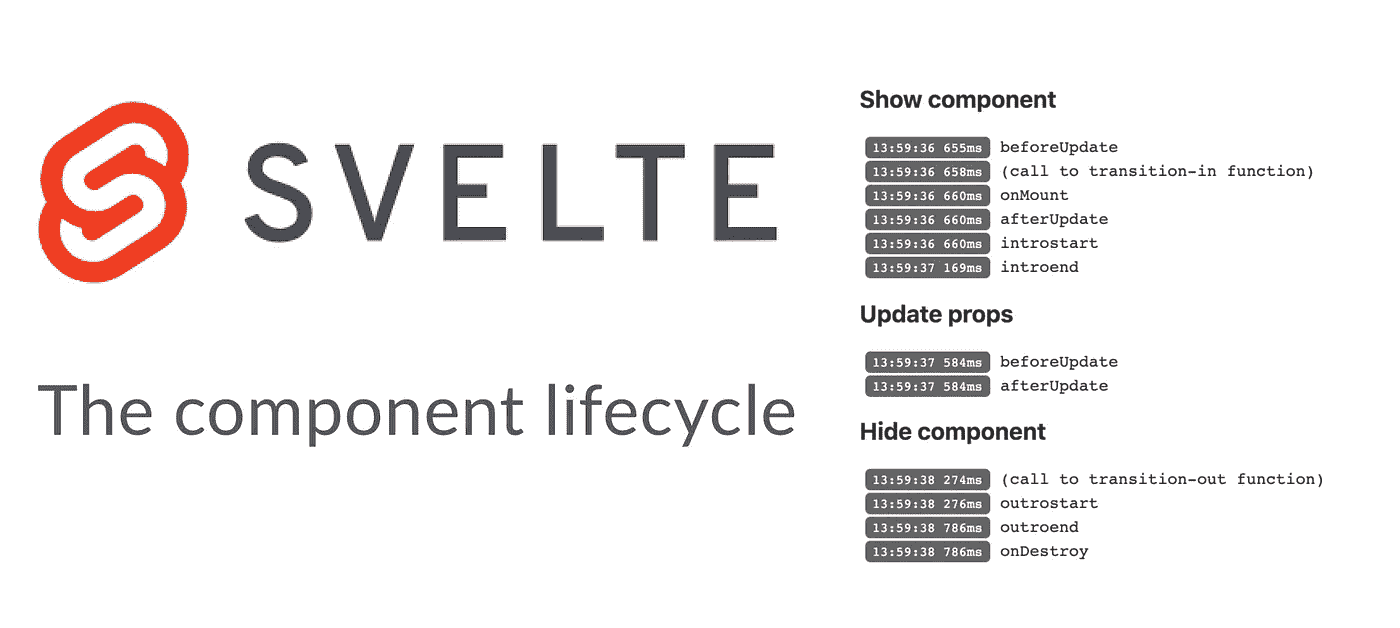 SVELTE
The component lifecycle
Show component
13:59:36 655ms beforeUpdate
13:59:36 658ms (call to transition-in function)
13:59:36 660ms onMount
13:59:36 660ms afterUpdate
13:59:36 660ms introstart
13:59:37 169ms introend
Update props
13:59:37 584ms beforeUpdate
13:59:37 584ms afterUpdate
Hide component
13:59:38 274ms (call to transition-out function)
13:59:38 276ms outrostart
13:59:38 786ms outroend
13:59:38 786ms onDestroy